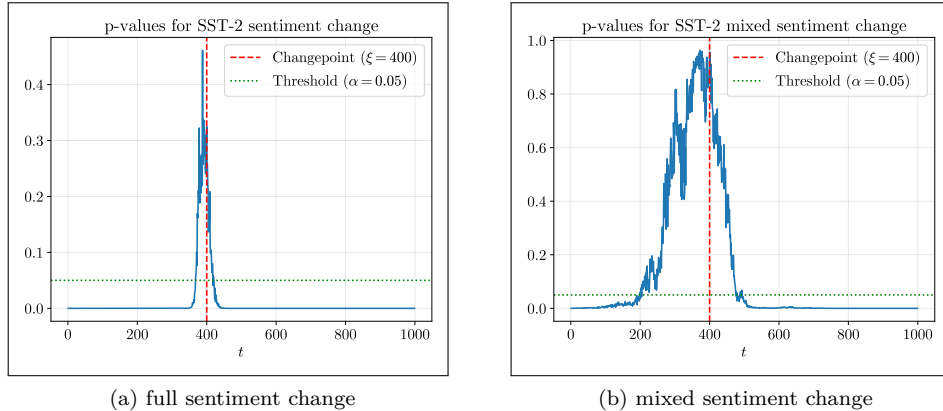 p-values for SST-2 sentiment change
Changepoint (ξ = 400)
Threshold (α = 0.05)
0.4
0.3
0.2
0.1
0.0
0 200 400 600 800 1000
t
(a) full sentiment change
p-values for SST-2 mixed sentiment change
Changepoint (ξ = 400)
Threshold (α = 0.05)
1.0
0.8
0.6
0.4
0.2
0.0
0 200 400 600 800 1000
t
(b) mixed sentiment change